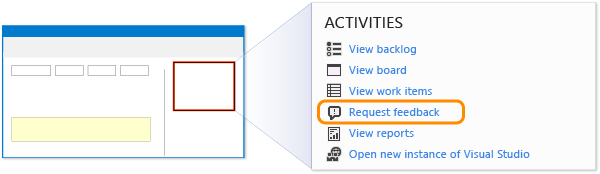 ACTIVITIES
View backlog
View board
View work items
Request feedback
View reports
Open new instance of Visual Studio